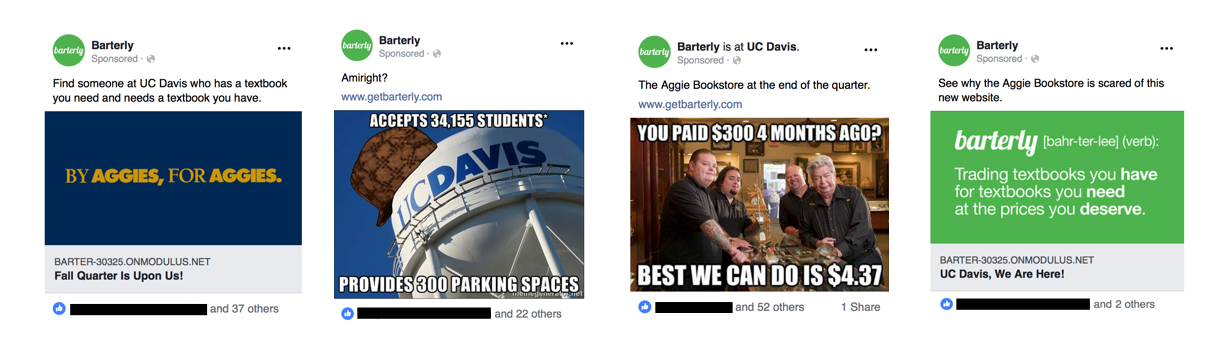 barterly
Barterly
Sponsored ·
Find someone at UC Davis who has a textbook
you need and needs a textbook you have.
BY AGGIES, FOR AGGIES.
BARTER-30325.ONMODULUS.NET
Fall Quarter Is Upon Us!
and 37 others
barterly
Barterly
Sponsored ·
Amiright?
www.getbarterly.com
ACCEPTS 34,155 STUDENTS*
UCDAVIS
PROVIDES 300 PARKING SPACES
memegenerator.net
and 22 others
barterly
Barterly is at UC Davis.
Sponsored ·
The Aggie Bookstore at the end of the quarter.
www.getbarterly.com
YOU PAID $300 4 MONTHS AGO?
BEST WE CAN DO IS $4.37
and 52 others 1 Share
barterly
Barterly
Sponsored ·
See why the Aggie Bookstore is scared of this
new website.
barterly [bahr-ter-lee] (verb):
Trading textbooks you have
for textbooks you need
at the prices you deserve.
BARTER-30325.ONMODULUS.NET
UC Davis, We Are Here!
and 2 others